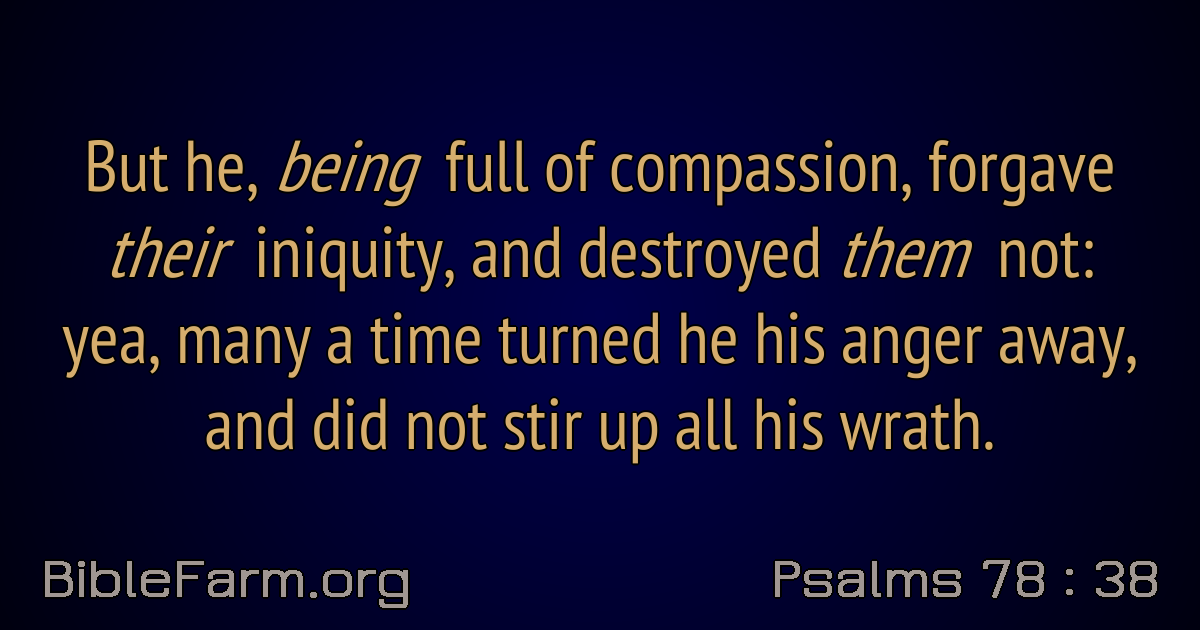 But he, being full of compassion, forgave
their iniquity, and destroyed them not:
yea, many a time turned he his anger away,
and did not stir up all his wrath.
BibleFarm.org
Psalms 78 : 38